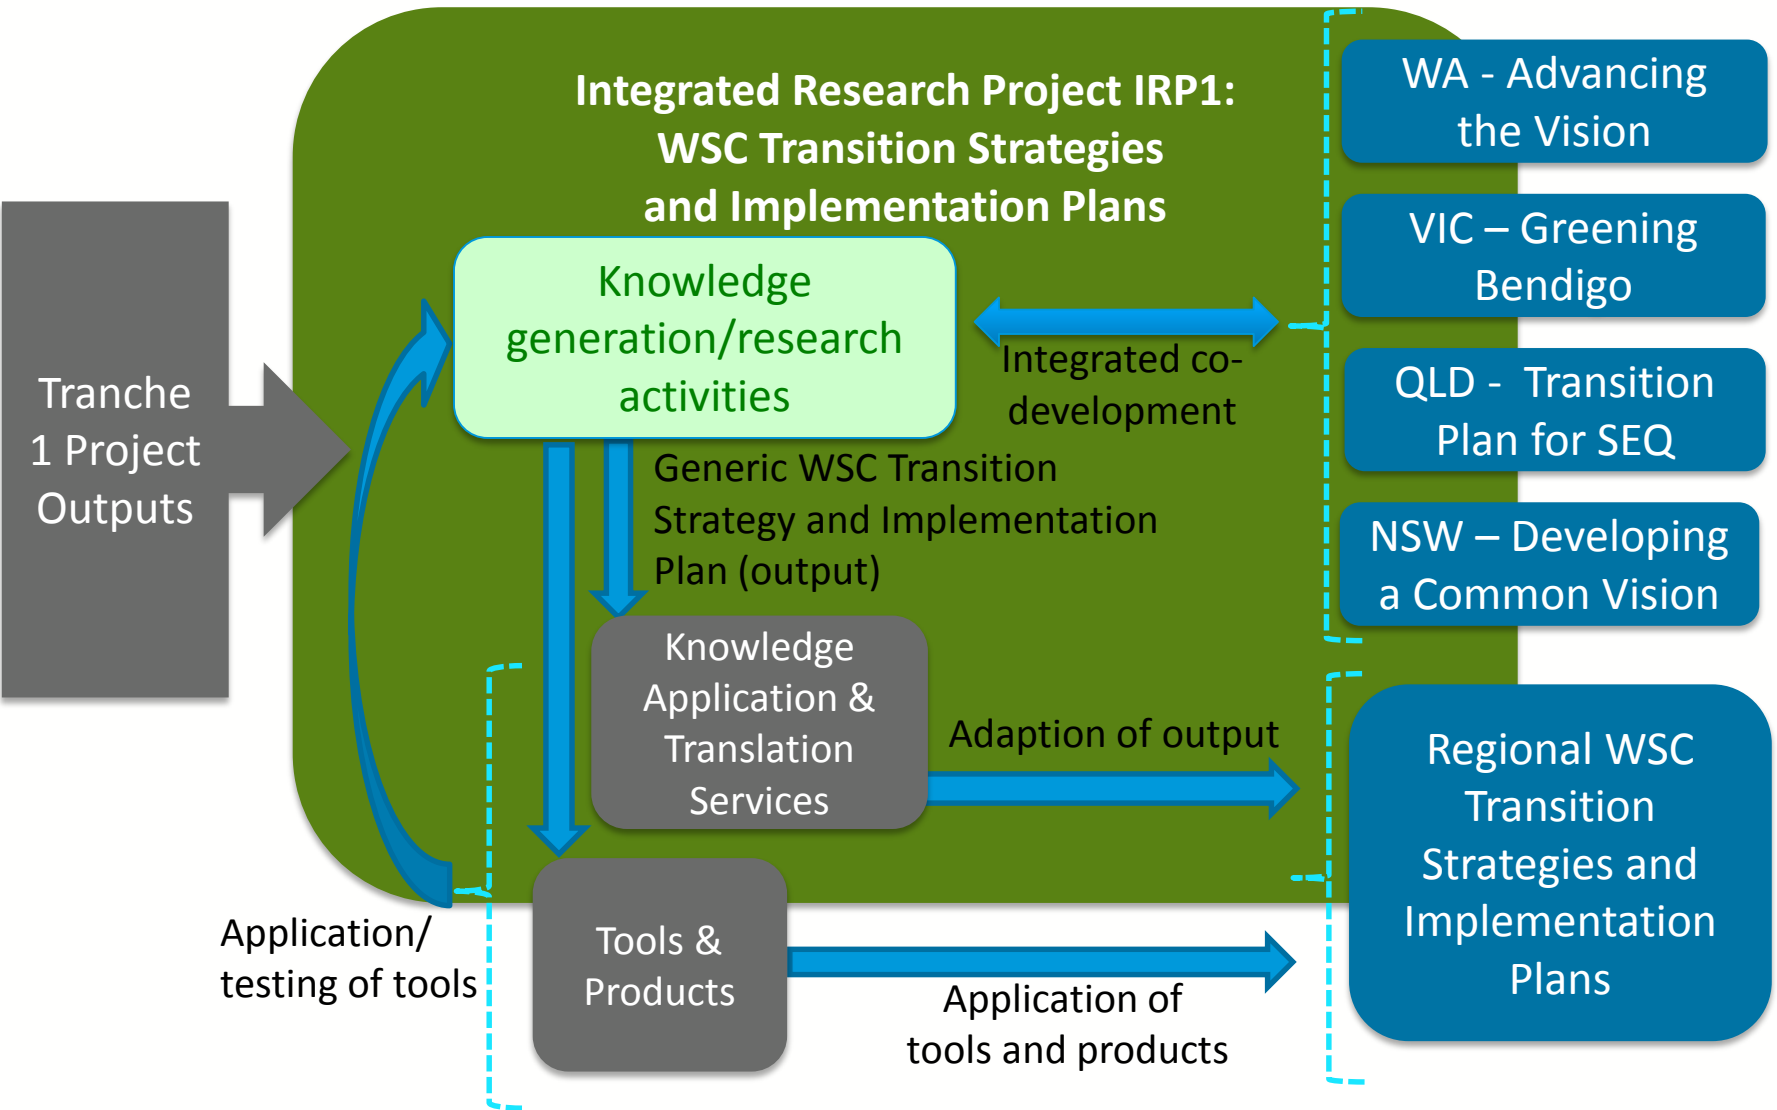 Integrated Research Project IRP1:
WSC Transition Strategies
and Implementation Plans
Tranche
1 Project
Outputs
Knowledge
generation/research
activities
Integrated co-
development
WA - Advancing
the Vision
VIC – Greening
Bendigo
QLD - Transition
Plan for SEQ
NSW – Developing
a Common Vision
Generic WSC Transition
Strategy and Implementation
Plan (output)
Knowledge
Application &
Translation
Services
Adaption of output
Regional WSC
Transition
Strategies and
Implementation
Plans
Application/
testing of tools
Tools &
Products
Application of
tools and products